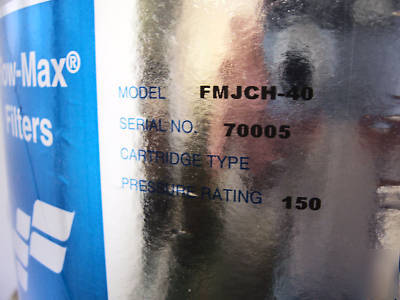 ow-Max®
Filters
MODEL FMJCH-40
SERIAL NO. 70005
CARTRIDGE TYPE
PRESSURE RATING 150